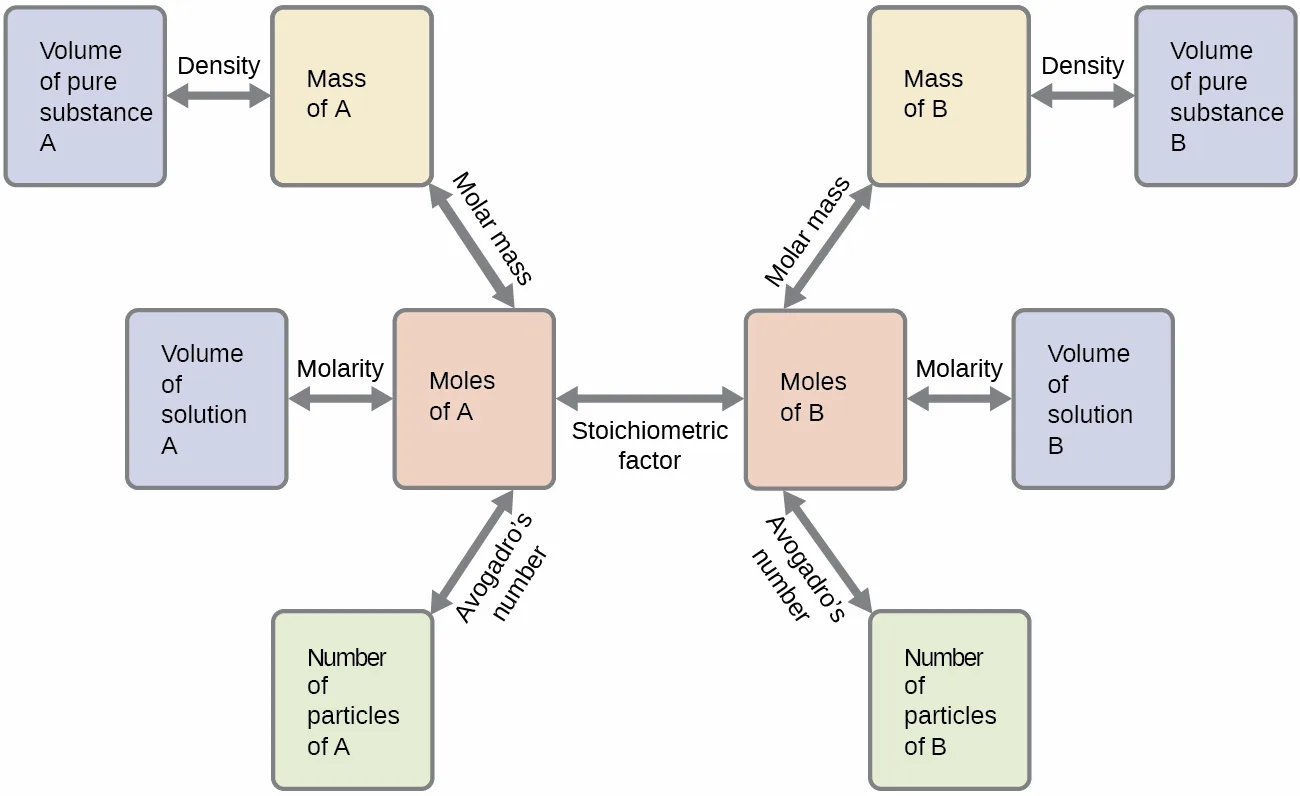 Volume
of pure
substance
A
Density
Mass
of A
Mass
of B
Density
Volume
of pure
substance
B
Molar mass
Molar mass
Volume
of
solution
A
Molarity
Moles
of A
Stoichiometric
factor
Moles
of B
Molarity
Volume
of
solution
B
Avogadro’s
number
Avogadro’s
number
Number
of
particles
of A
Number
of
particles
of B